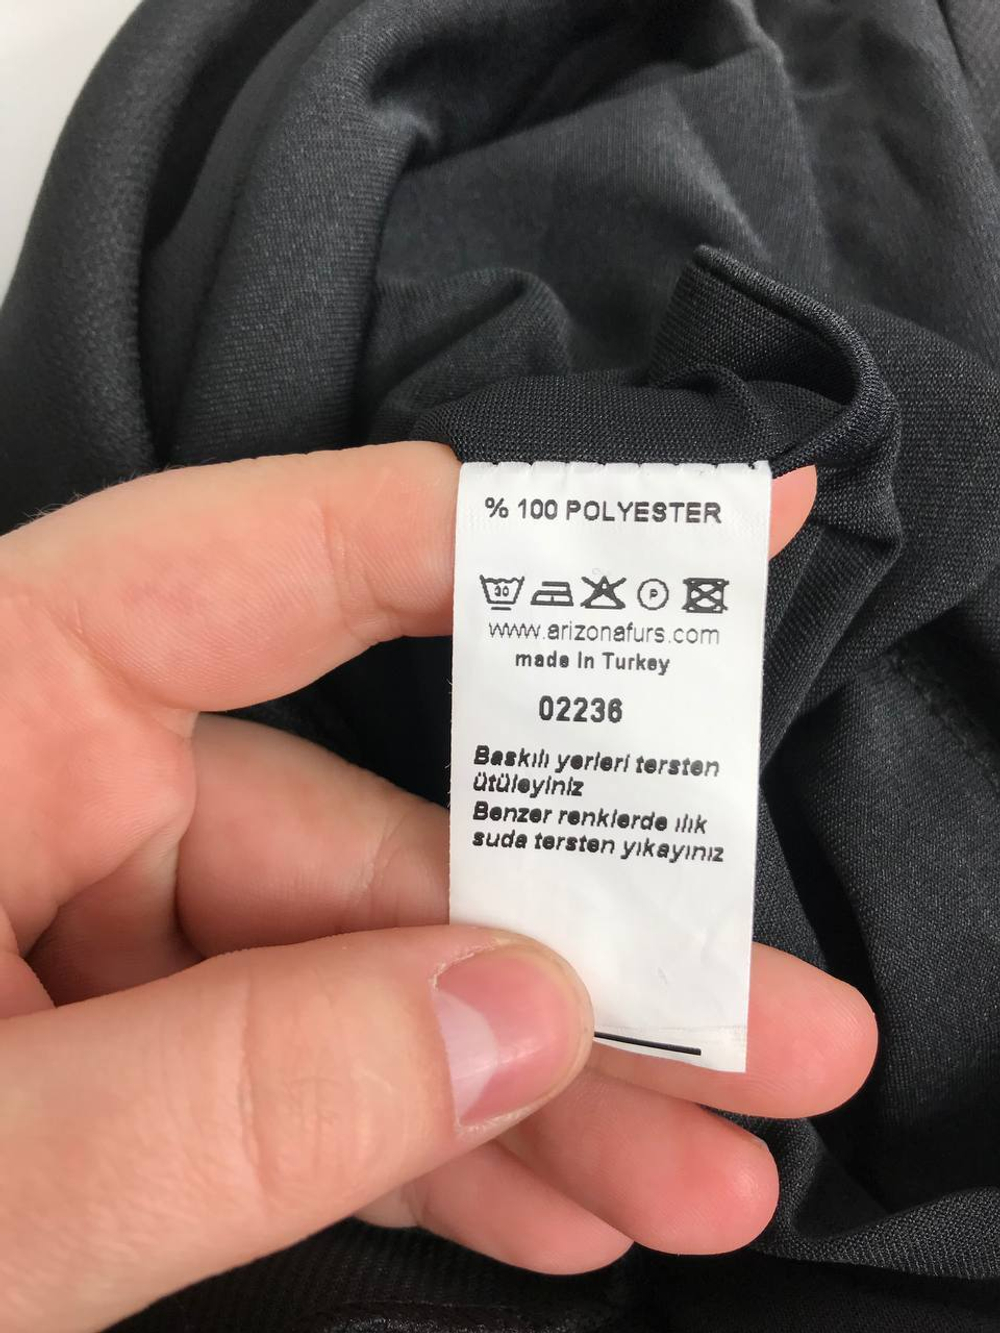 % 100 POLYESTER
30 P
www.arizonafurs.com
made In Turkey
02236
Baskılı yerleri tersten
ütüleyiniz
Benzer renklerde ılık
suda tersten yıkayınız